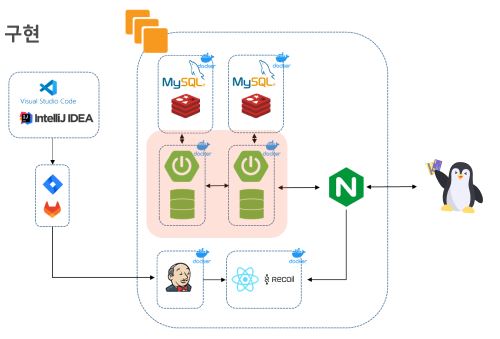 구현
docker
docker
MySQL
MySQL
Visual Studio Code
IntelliJ IDEA
docker
docker
N
docker
docker
RECOIL